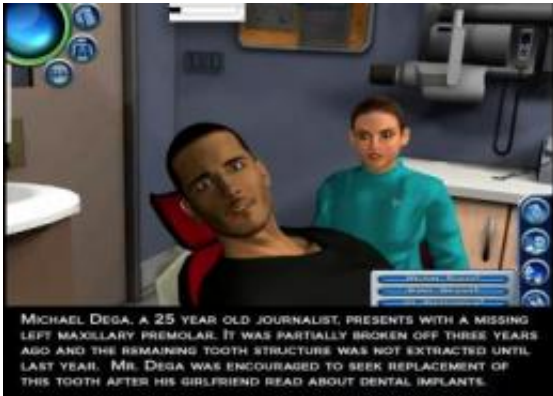 MICHAEL DEGA, A 25 YEAR OLD JOURNALIST, PRESENTS WITH A MISSING
LEFT MAXILLARY PREMOLAR. IT WAS PARTIALLY BROKEN OFF THREE YEARS
AGO AND THE REMAINING TOOTH STRUCTURE WAS NOT EXTRACTED UNTIL
LAST YEAR. MR. DEGA WAS ENCOURAGED TO SEEK REPLACEMENT OF
THIS TOOTH AFTER HIS GIRLFRIEND READ ABOUT DENTAL IMPLANTS.